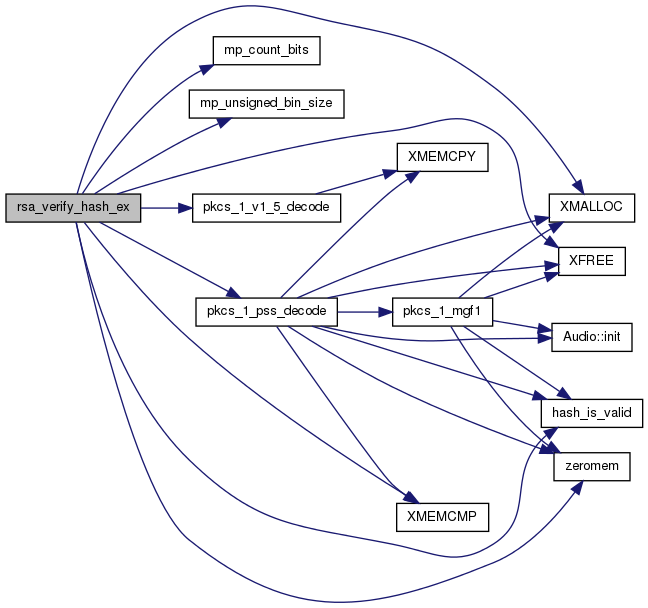 mp_count_bits
mp_unsigned_bin_size
XMEMCPY
rsa_verify_hash_ex
pkcs_1_v1_5_decode
XMALLOC
XFREE
pkcs_1_pss_decode
pkcs_1_mgf1
Audio::init
hash_is_valid
zeromem
XMEMCMP